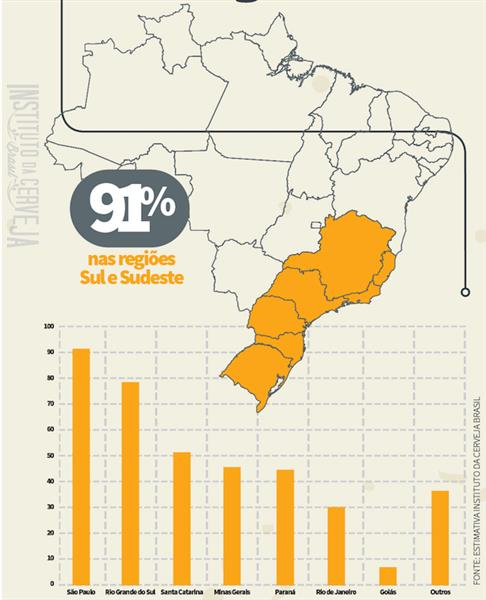 INSTITUTO DA CERVEJA
Brasil
91%
nas regiões
Sul e Sudeste
100
90
80
70
60
50
40
30
20
10
0
São Paulo Rio Grande do Sul Santa Catarina Minas Gerais Paraná Rio de Janeiro Goiás Outros
FONTE: ESTIMATIVA INSTITUTO DA CERVEJA BRASIL